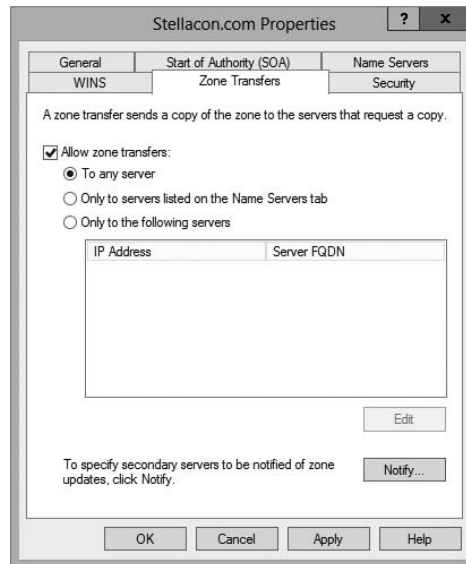 Stellacon.com Properties
? x
General Start of Authority (SOA) Name Servers
WINS Zone Transfers Security
A zone transfer sends a copy of the zone to the servers that request a copy.
Allow zone transfers:
To any server
Only to servers listed on the Name Servers tab
Only to the following servers
IP Address Server FQDN
Edit
To specify secondary servers to be notified of zone
updates, click Notify.
Notify...
OK Cancel Apply Help